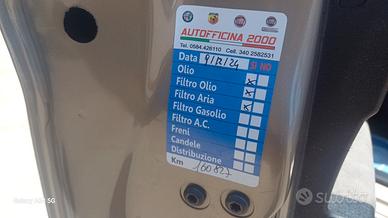 AUTOFFICINA 2000
Tel. 0584.426110 Cell. 340 2582531
Data 9/12/24 SI NO
Olio
Filtro Olio
Filtro Aria
Filtro Gasolio
Filtro A.C.
Freni
Candele
Distribuzione
Km 160827
Galaxy A14 5G
subito